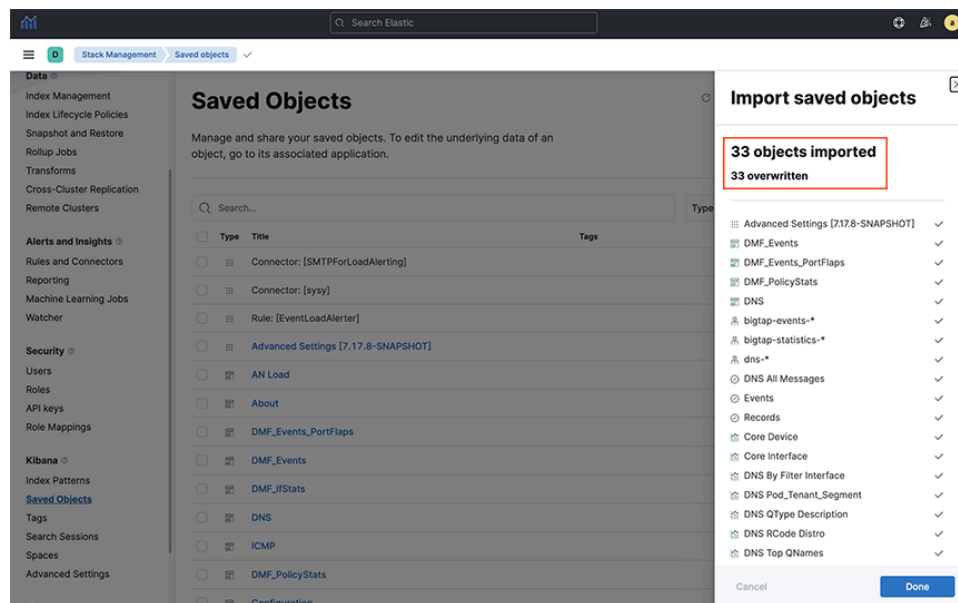 Search Elastic
a
D
Stack Management
Saved objects
Data
Index Management
Index Lifecycle Policies
Snapshot and Restore
Rollup Jobs
Transforms
Cross-Cluster Replication
Remote Clusters
Alerts and Insights
Rules and Connectors
Reporting
Machine Learning Jobs
Watcher
Security
Users
Roles
API keys
Role Mappings
Kibana
Index Patterns
Saved Objects
Tags
Search Sessions
Spaces
Advanced Settings
Saved Objects
Manage and share your saved objects. To edit the underlying data of an
object, go to its associated application.
Search...
Type
Type Title Tags
Connector: [SMTPForLoadAlerting]
Connector: [sysy]
Rule: [EventLoadAlerter]
Advanced Settings [7.17.8-SNAPSHOT]
AN Load
About
DMF_Events_PortFlaps
DMF_Events
DMF_IfStats
DNS
ICMP
DMF_PolicyStats
Configuration
Import saved objects
33 objects imported
33 overwritten
Advanced Settings [7.17.8-SNAPSHOT]
DMF_Events
DMF_Events_PortFlaps
DMF_PolicyStats
DNS
bigtap-events-*
bigtap-statistics-*
dns-*
DNS All Messages
Events
Records
Core Device
Core Interface
DNS By Filter Interface
DNS Pod_Tenant_Segment
DNS QType Description
DNS RCode Distro
DNS Top QNames
Cancel
Done